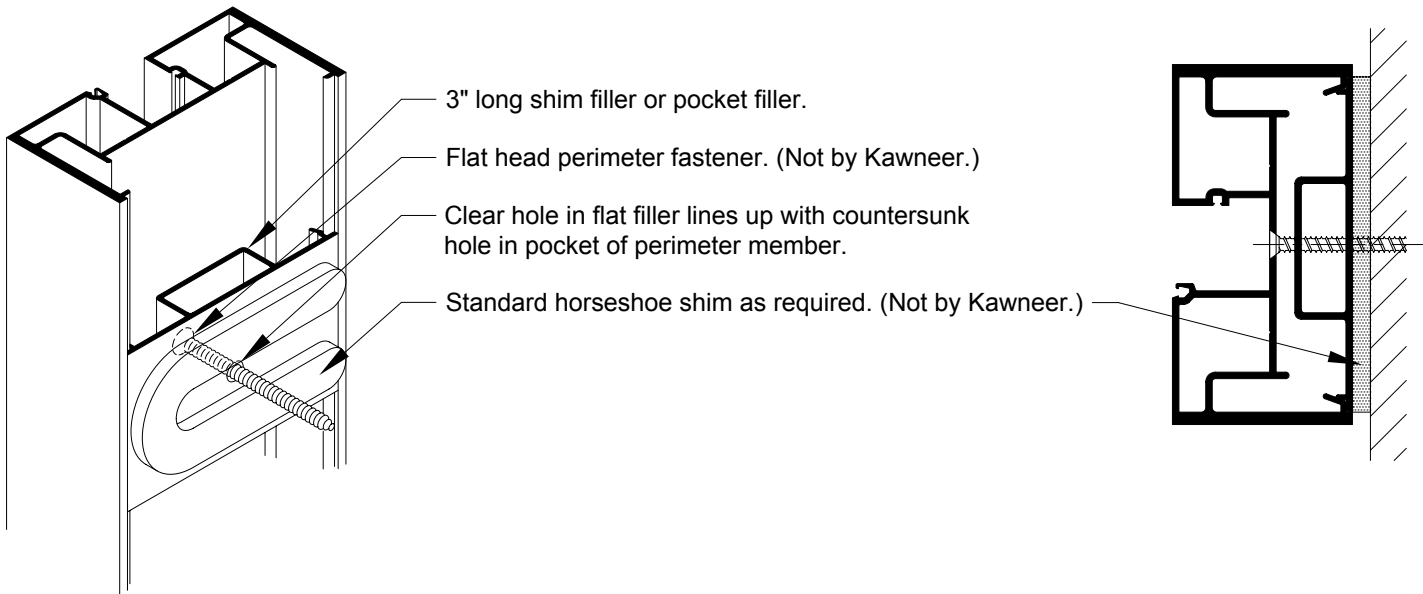 3" long shim filler or pocket filler.
Flat head perimeter fastener. (Not by Kawneer.)
Clear hole in flat filler lines up with countersunk
hole in pocket of perimeter member.
Standard horseshoe shim as required. (Not by Kawneer.)